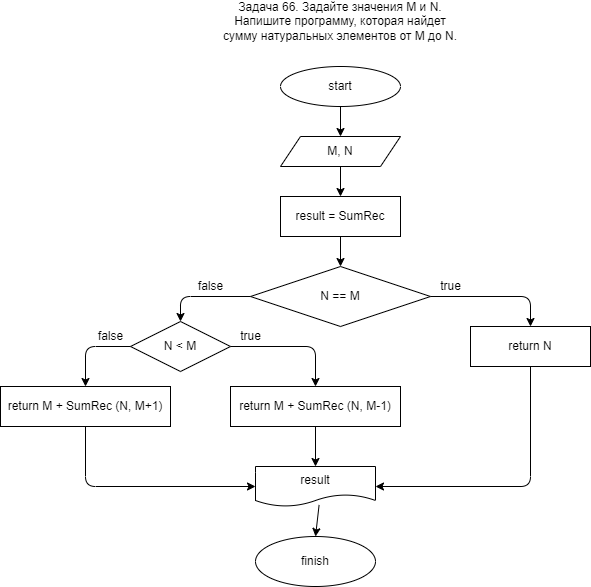 Задача 66. Задайте значения M и N.
Напишите программу, которая найдет
сумму натуральных элементов от M до N.
start
M, N
result = SumRec
false
N == M
true
false
N < M
true
return N
return M + SumRec (N, M+1)
return M + SumRec (N, M-1)
result
finish